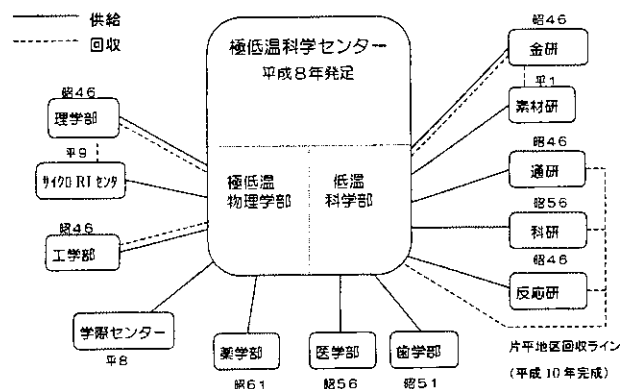 供給
回収
極低温科学センター
平成8年発足
極低温
物理学部
低温
科学部
昭46
理学部
平9
サイクロRIセンタ
昭46
工学部
学際センター
平8
薬学部
昭61
医学部
昭56
歯学部
昭51
昭46
金研
平1
素材研
昭46
通研
昭56
科研
昭46
反応研
片平地区回収ライン
(平成10年完成)